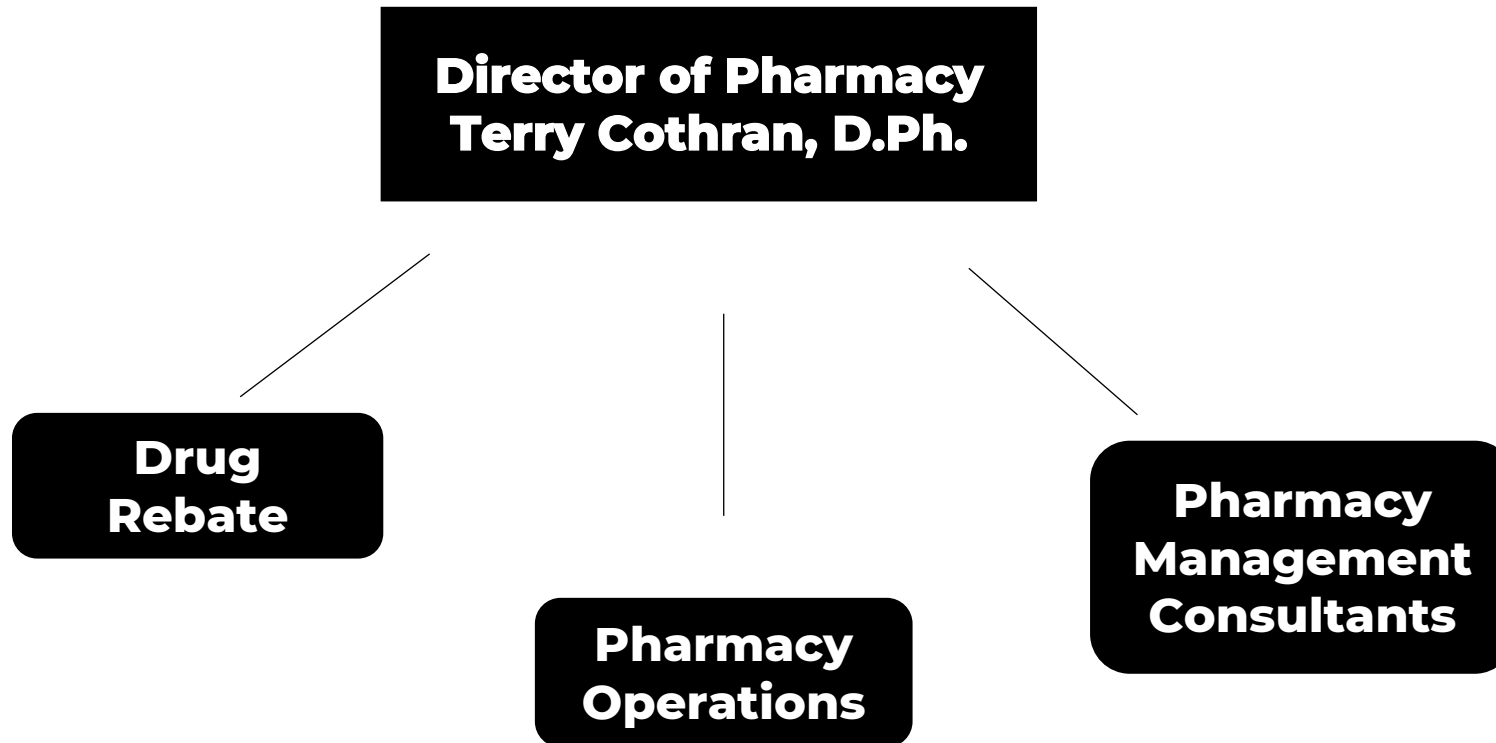 Director of Pharmacy
Terry Cothran, D.Ph.
Drug
Rebate
Pharmacy
Operations
Pharmacy
Management
Consultants